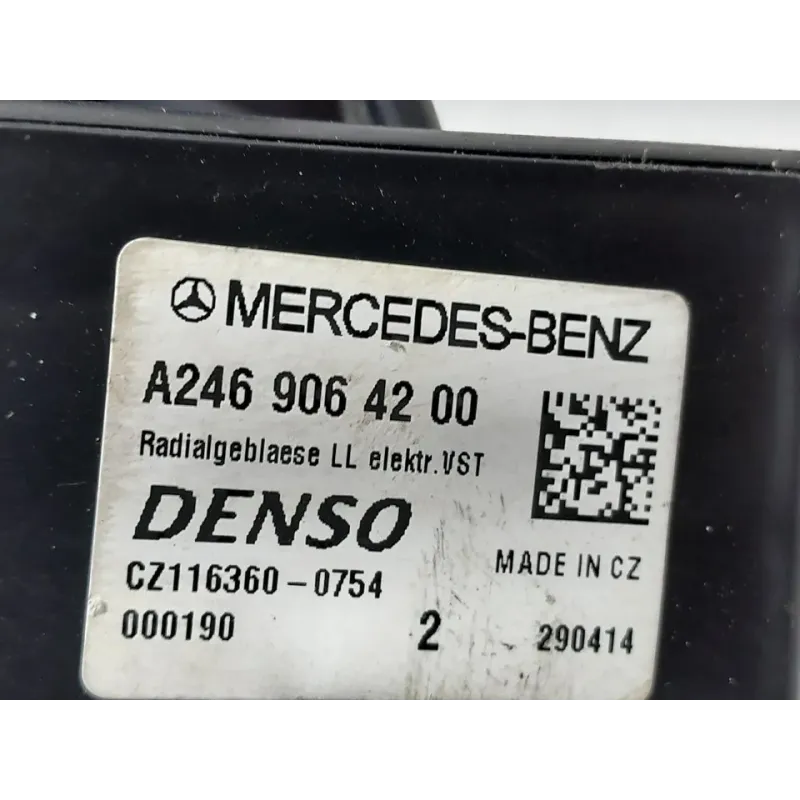 MERCEDES-BENZ
A246 906 42 00
Radialgeblaese LL elektr.VST
DENSO
CZ116360-0754
MADE IN CZ
000190 2 290414